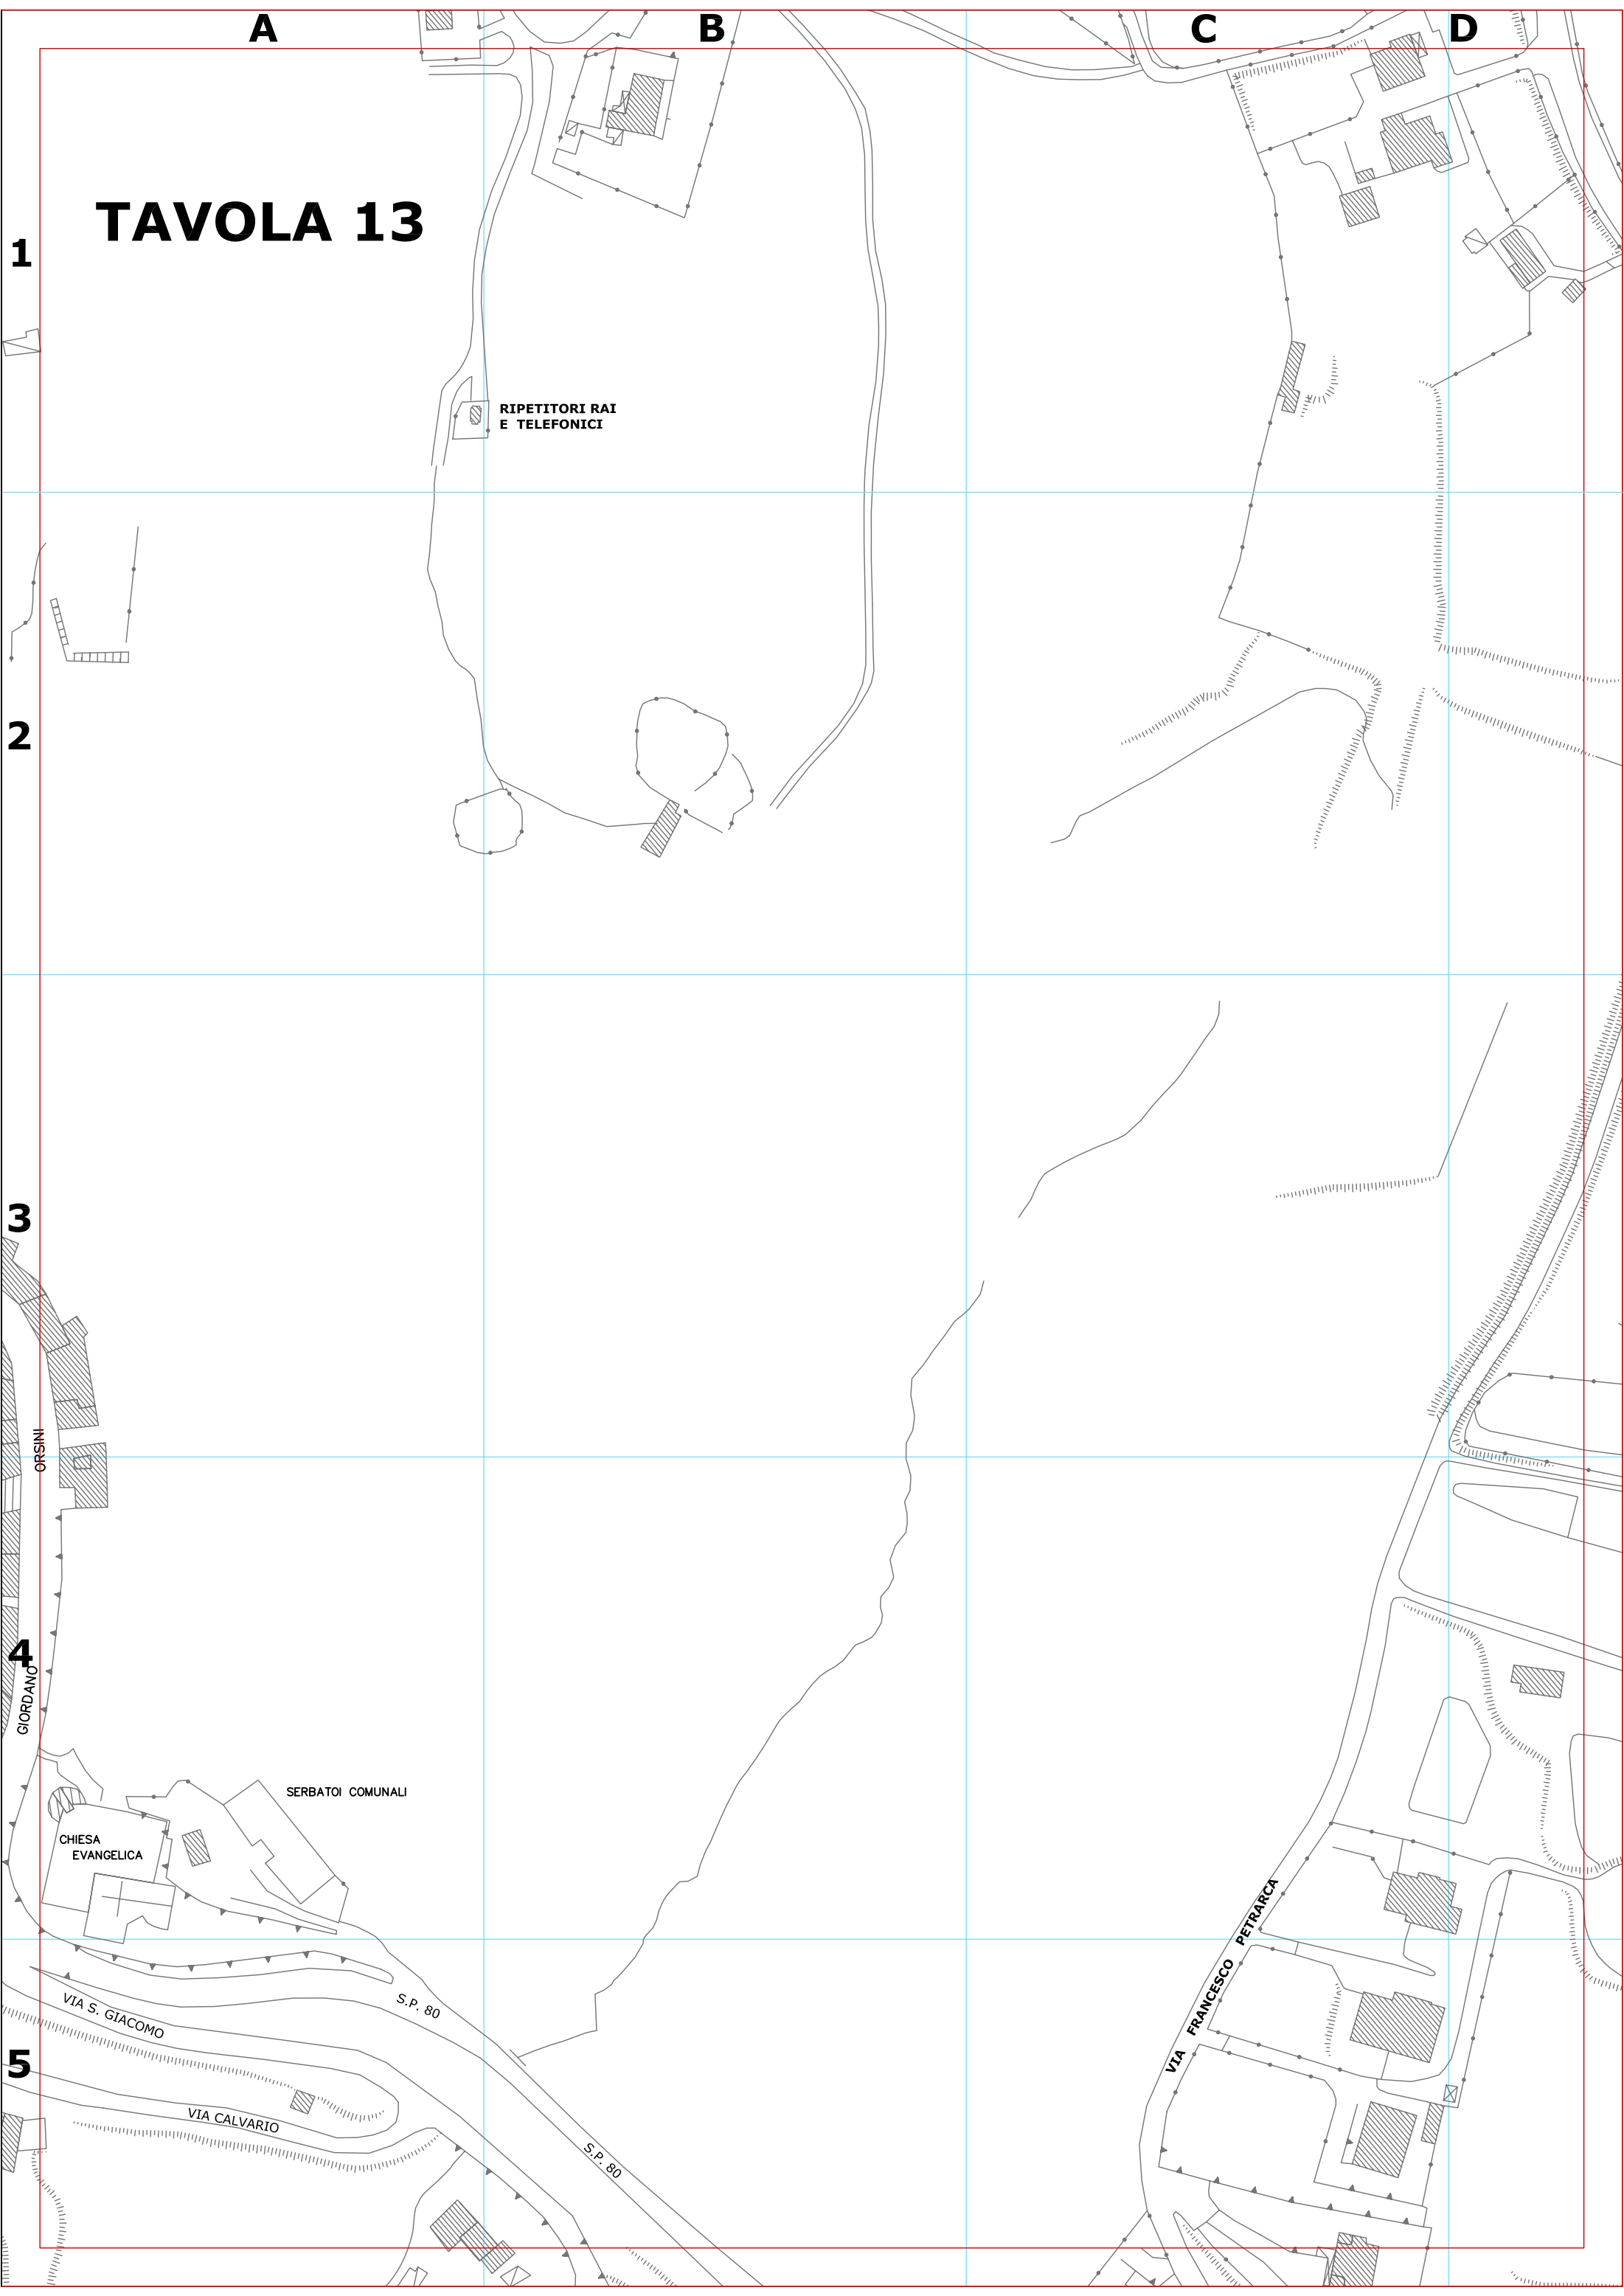 A
B
C
D
TAVOLA 13
1
RIPETITORI RAI
E TELEFONICI
2
3
ORSINI
4
GIORDANO
SERBATOI COMUNALI
CHIESA
EVANGELICA
VIA FRANCESCO PETRARCA
S.P. 80
VIA S. GIACOMO
5
VIA CALVARIO
S.P. 80